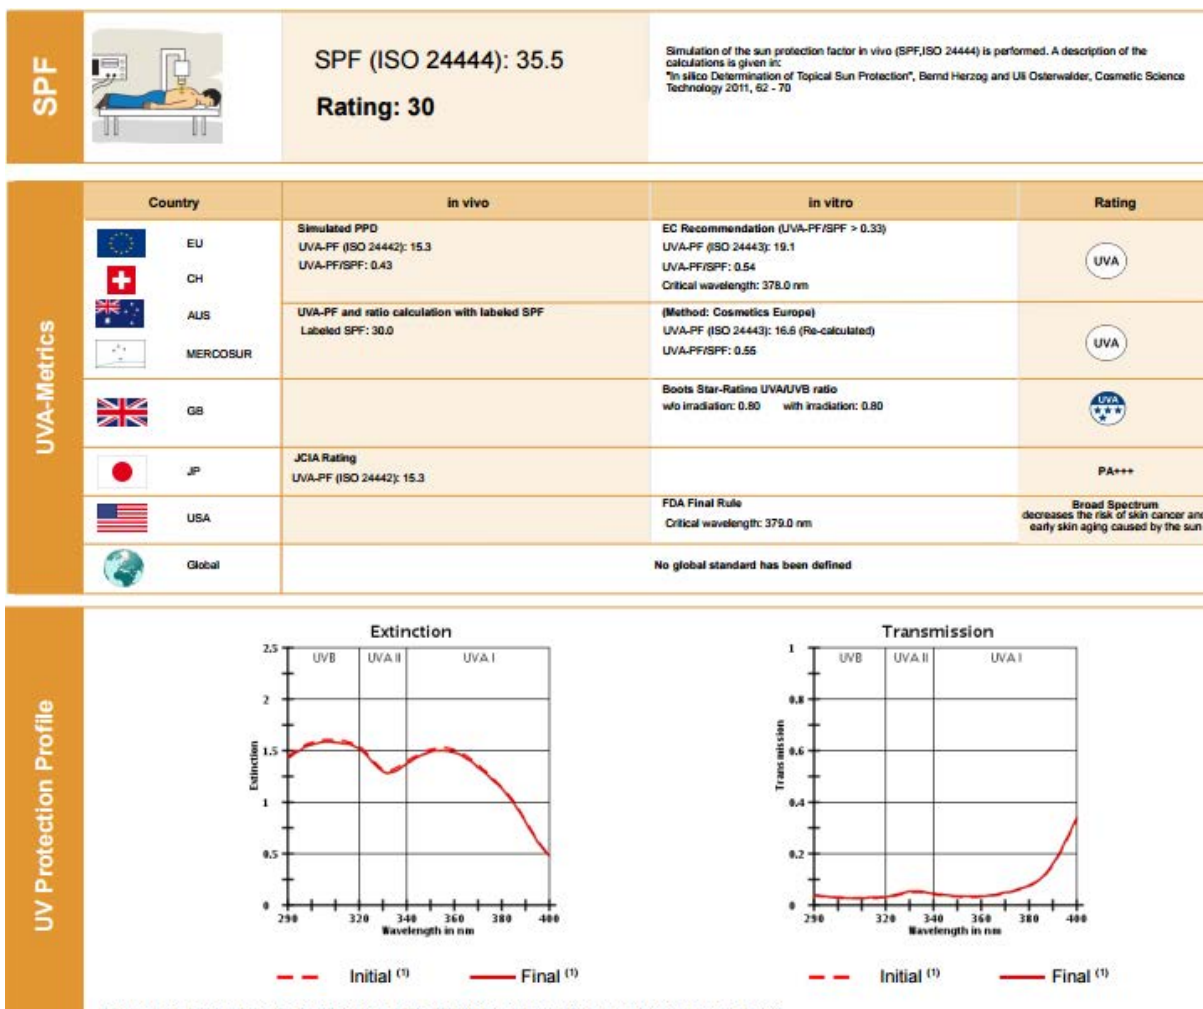 SPF
SPF (ISO 24444): 35.5
Rating: 30
Simulation of the sun protection factor in vivo (SPF,ISO 24444) is performed. A description of the
calculations is given in:
"In silico Determination of Topical Sun Protection", Bernd Herzog and Uli Osterwalder, Cosmetic Science
Technology 2011, 62 - 70
UVA-Metrics
Country in vivo in vitro Rating
EU
CH
Simulated PPD
UVA-PF (ISO 24442): 15.3
UVA-PF/SPF: 0.43
EC Recommendation (UVA-PF/SPF > 0.33)
UVA-PF (ISO 24443): 19.1
UVA-PF/SPF: 0.54
Critical wavelength: 378.0 nm
UVA
AUS
MERCOSUR
UVA-PF and ratio calculation with labeled SPF
Labeled SPF: 30.0
(Method: Cosmetics Europe)
UVA-PF (ISO 24443): 16.6 (Re-calculated)
UVA-PF/SPF: 0.55
UVA
GB
Boots Star-Rating UVA/UVB ratio
w/o irradiation: 0.80 with irradiation: 0.80
UVA
JP
JCIA Rating
UVA-PF (ISO 24442): 15.3
PA+++
USA
FDA Final Rule
Critical wavelength: 379.0 nm
Broad Spectrum
decreases the risk of skin cancer and
early skin aging caused by the sun
Global
No global standard has been defined
UV Protection Profile
Extinction
2.5
2
1.5
1
0.5
0
UVB UVA II UVA I
Extinction
290 320 340 360 380 400
Wavelength in nm
Initial (1) Final (1)
Transmission
1
0.8
0.6
0.4
0.2
0
UVB UVA II UVA I
Transmission
290 320 340 360 380 400
Wavelength in nm
Initial (1) Final (1)